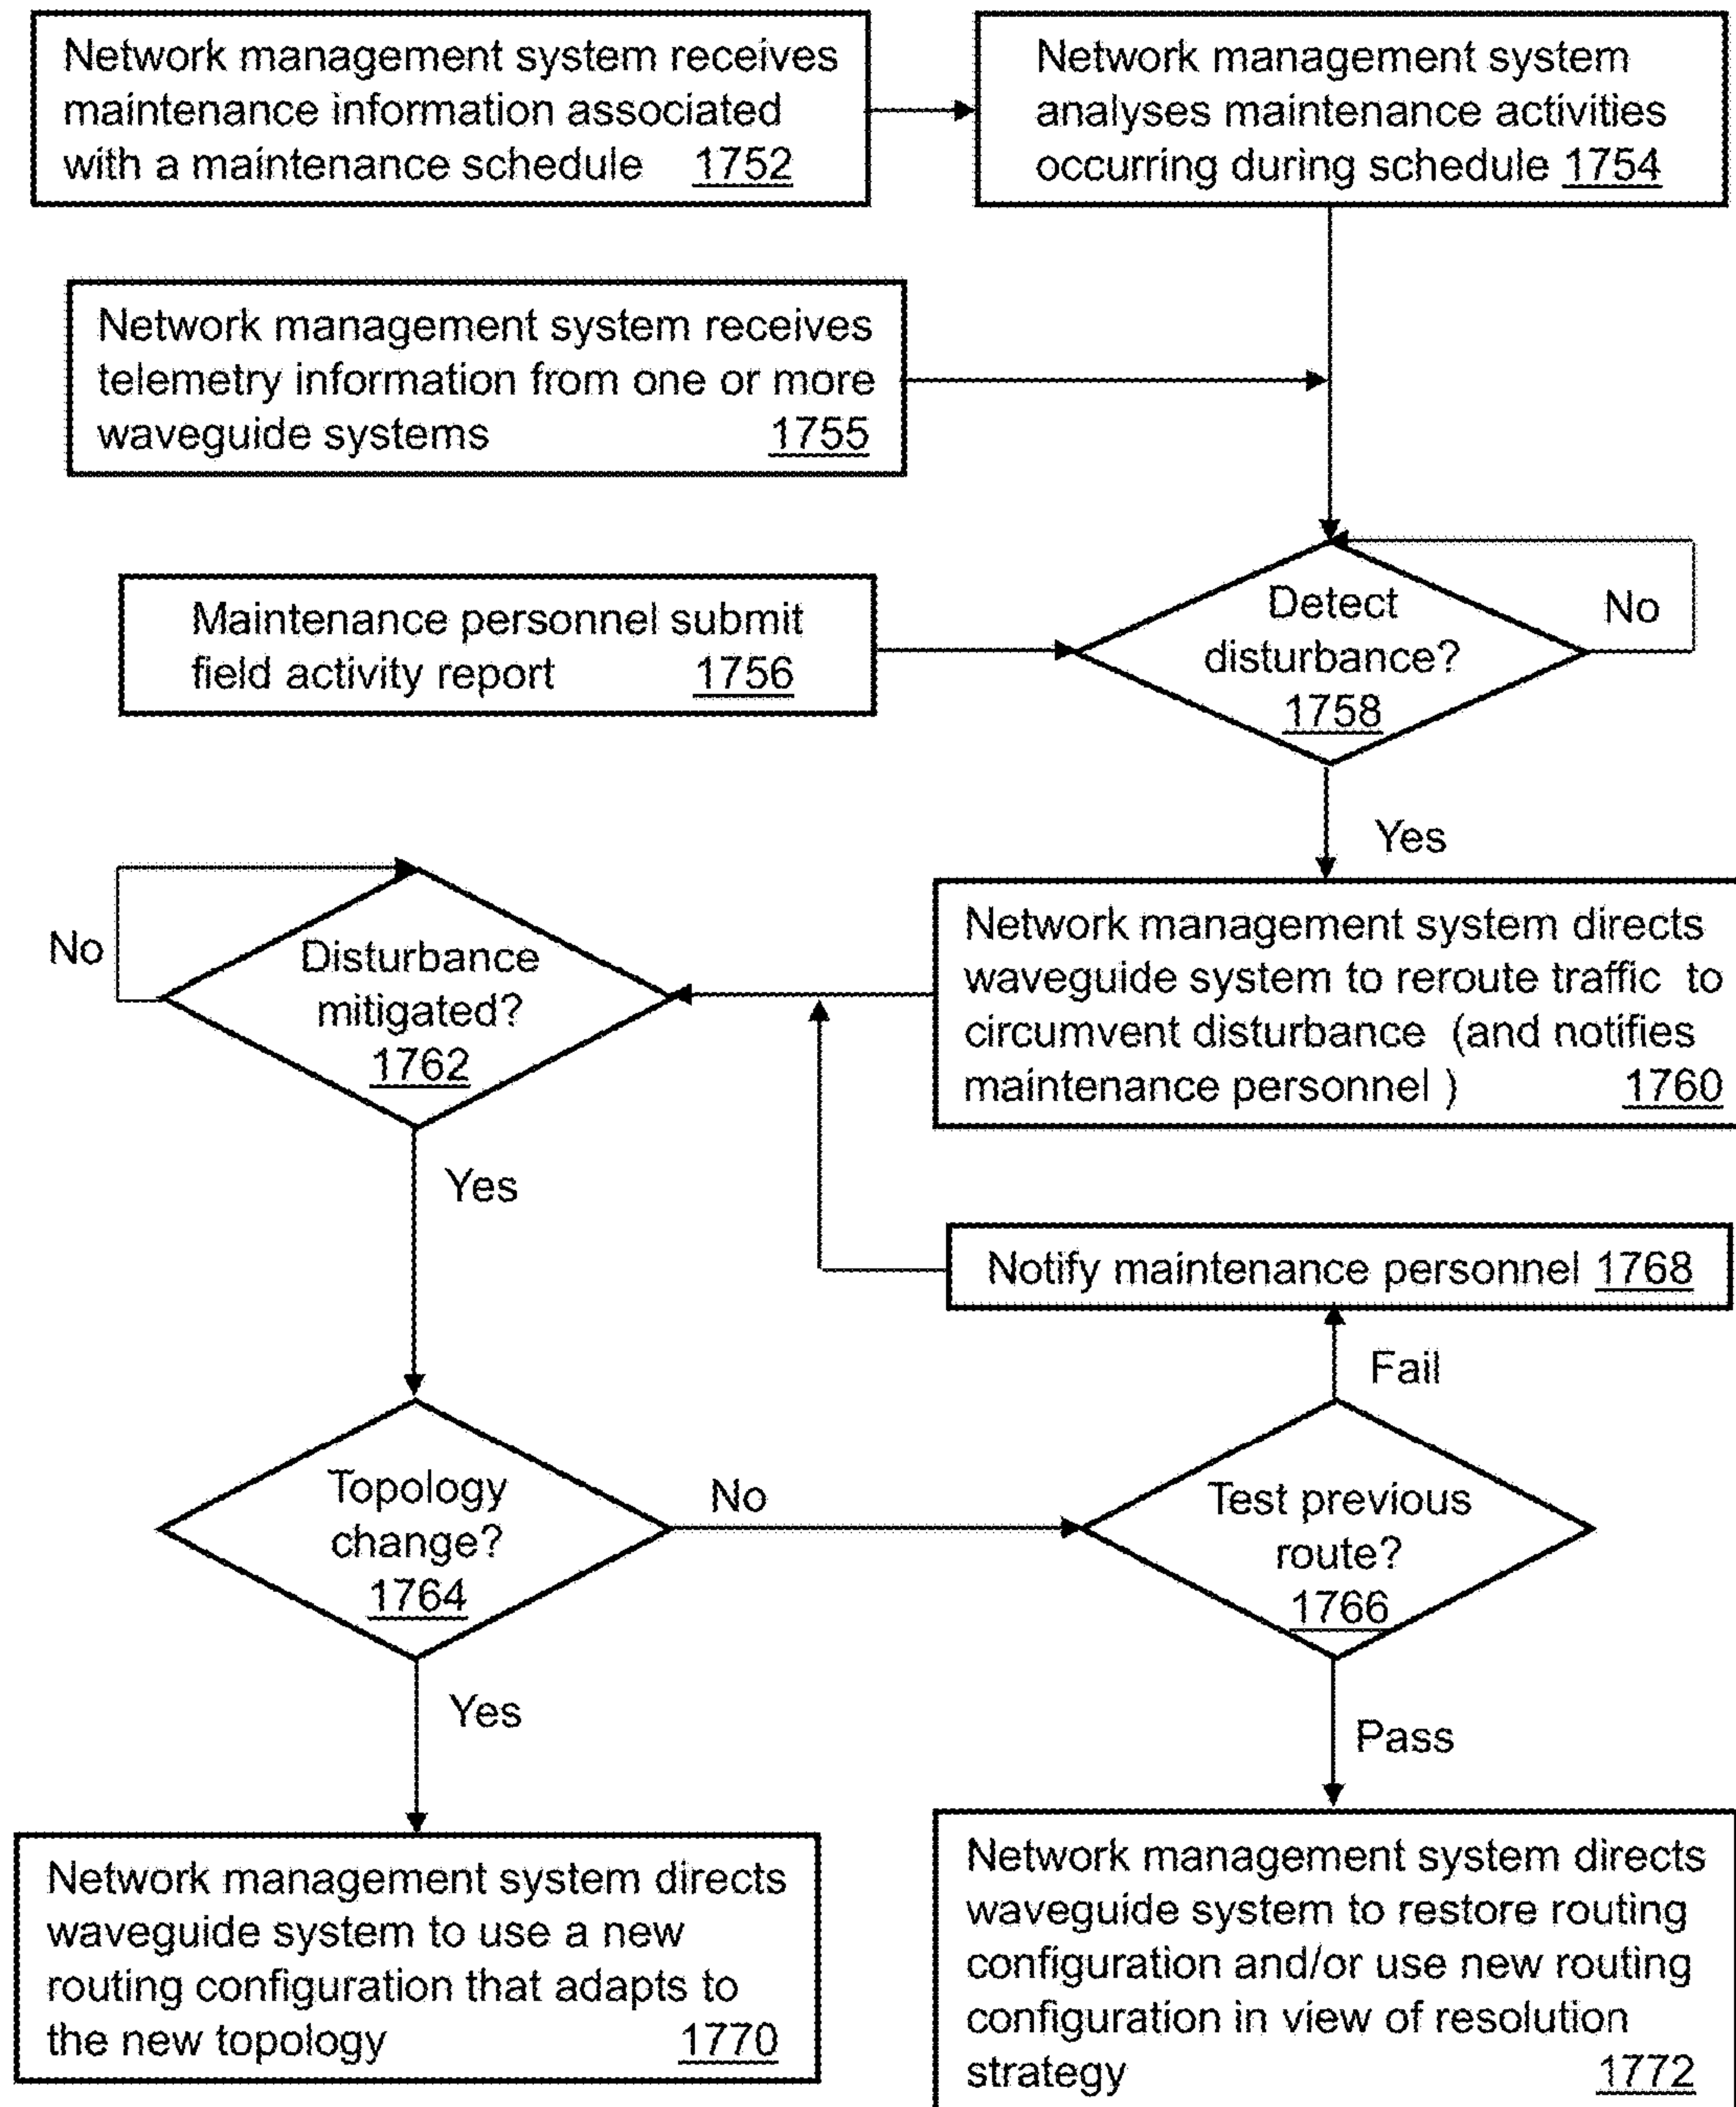 Network management system receives
maintenance information associated
with a maintenance schedule 1752
Network management system
analyses maintenance activities
occurring during schedule 1754
Network management system receives
telemetry information from one or more
waveguide systems 1755
Maintenance personnel submit
field activity report 1756
Detect
disturbance?
1758
No
Yes
Network management system directs
waveguide system to reroute traffic to
circumvent disturbance (and notifies
maintenance personnel ) 1760
No
Disturbance
mitigated?
1762
Yes
Notify maintenance personnel 1768
Fail
Topology
change?
1764
No
Test previous
route?
1766
Yes
Pass
Network management system directs
waveguide system to use a new
routing configuration that adapts to
the new topology 1770
Network management system directs
waveguide system to restore routing
configuration and/or use new routing
configuration in view of resolution
strategy 1772